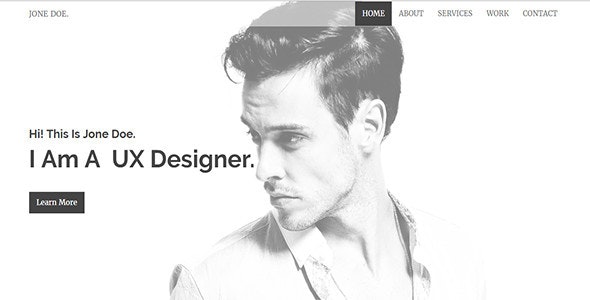 JONE DOE.
HOME ABOUT SERVICES WORK CONTACT
Hi! This Is Jone Doe.
I Am A UX Designer.
Learn More